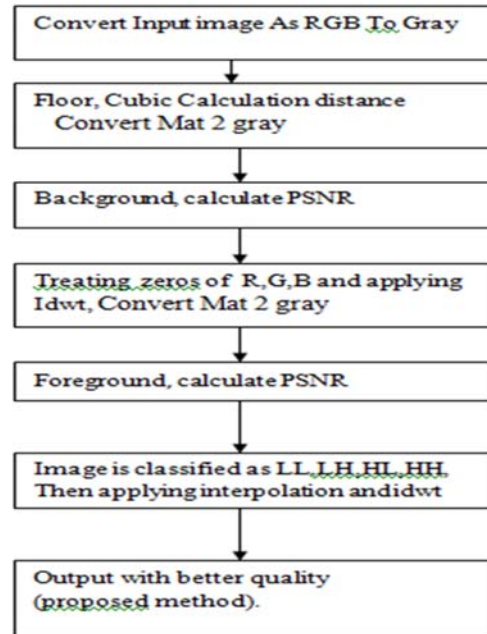 Convert Input image As RGB To Gray
Floor, Cubic Calculation distance
Convert Mat 2 gray
Background, calculate PSNR
Treating zeros of R,G,B and applying
Idwt, Convert Mat 2 gray
Foreground, calculate PSNR
Image is classified as LL,LH,HL,HH,
Then applying interpolation andidwt
Output with better quality
(proposed method).